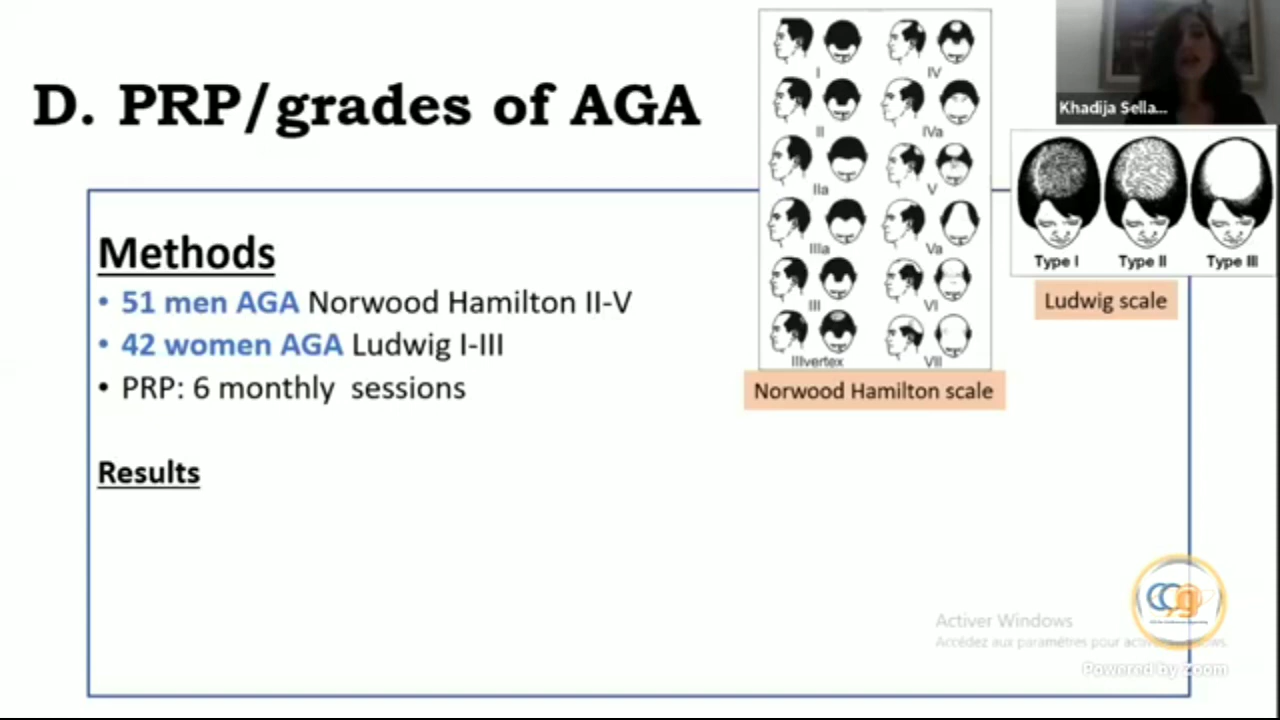 D. PRP/grades of AGA
Khadija Sella...
I
IV
II
IVa
IIa
V
IIIa
Va
III
VI
IIIvertex
VII
Norwood Hamilton scale
Type I Type II Type III
Ludwig scale
Methods
• 51 men AGA Norwood Hamilton II-V
• 42 women AGA Ludwig I-III
• PRP: 6 monthly sessions
Results
Activer Windows
Accédez aux paramètres pour
CCg
Powered by Zoom